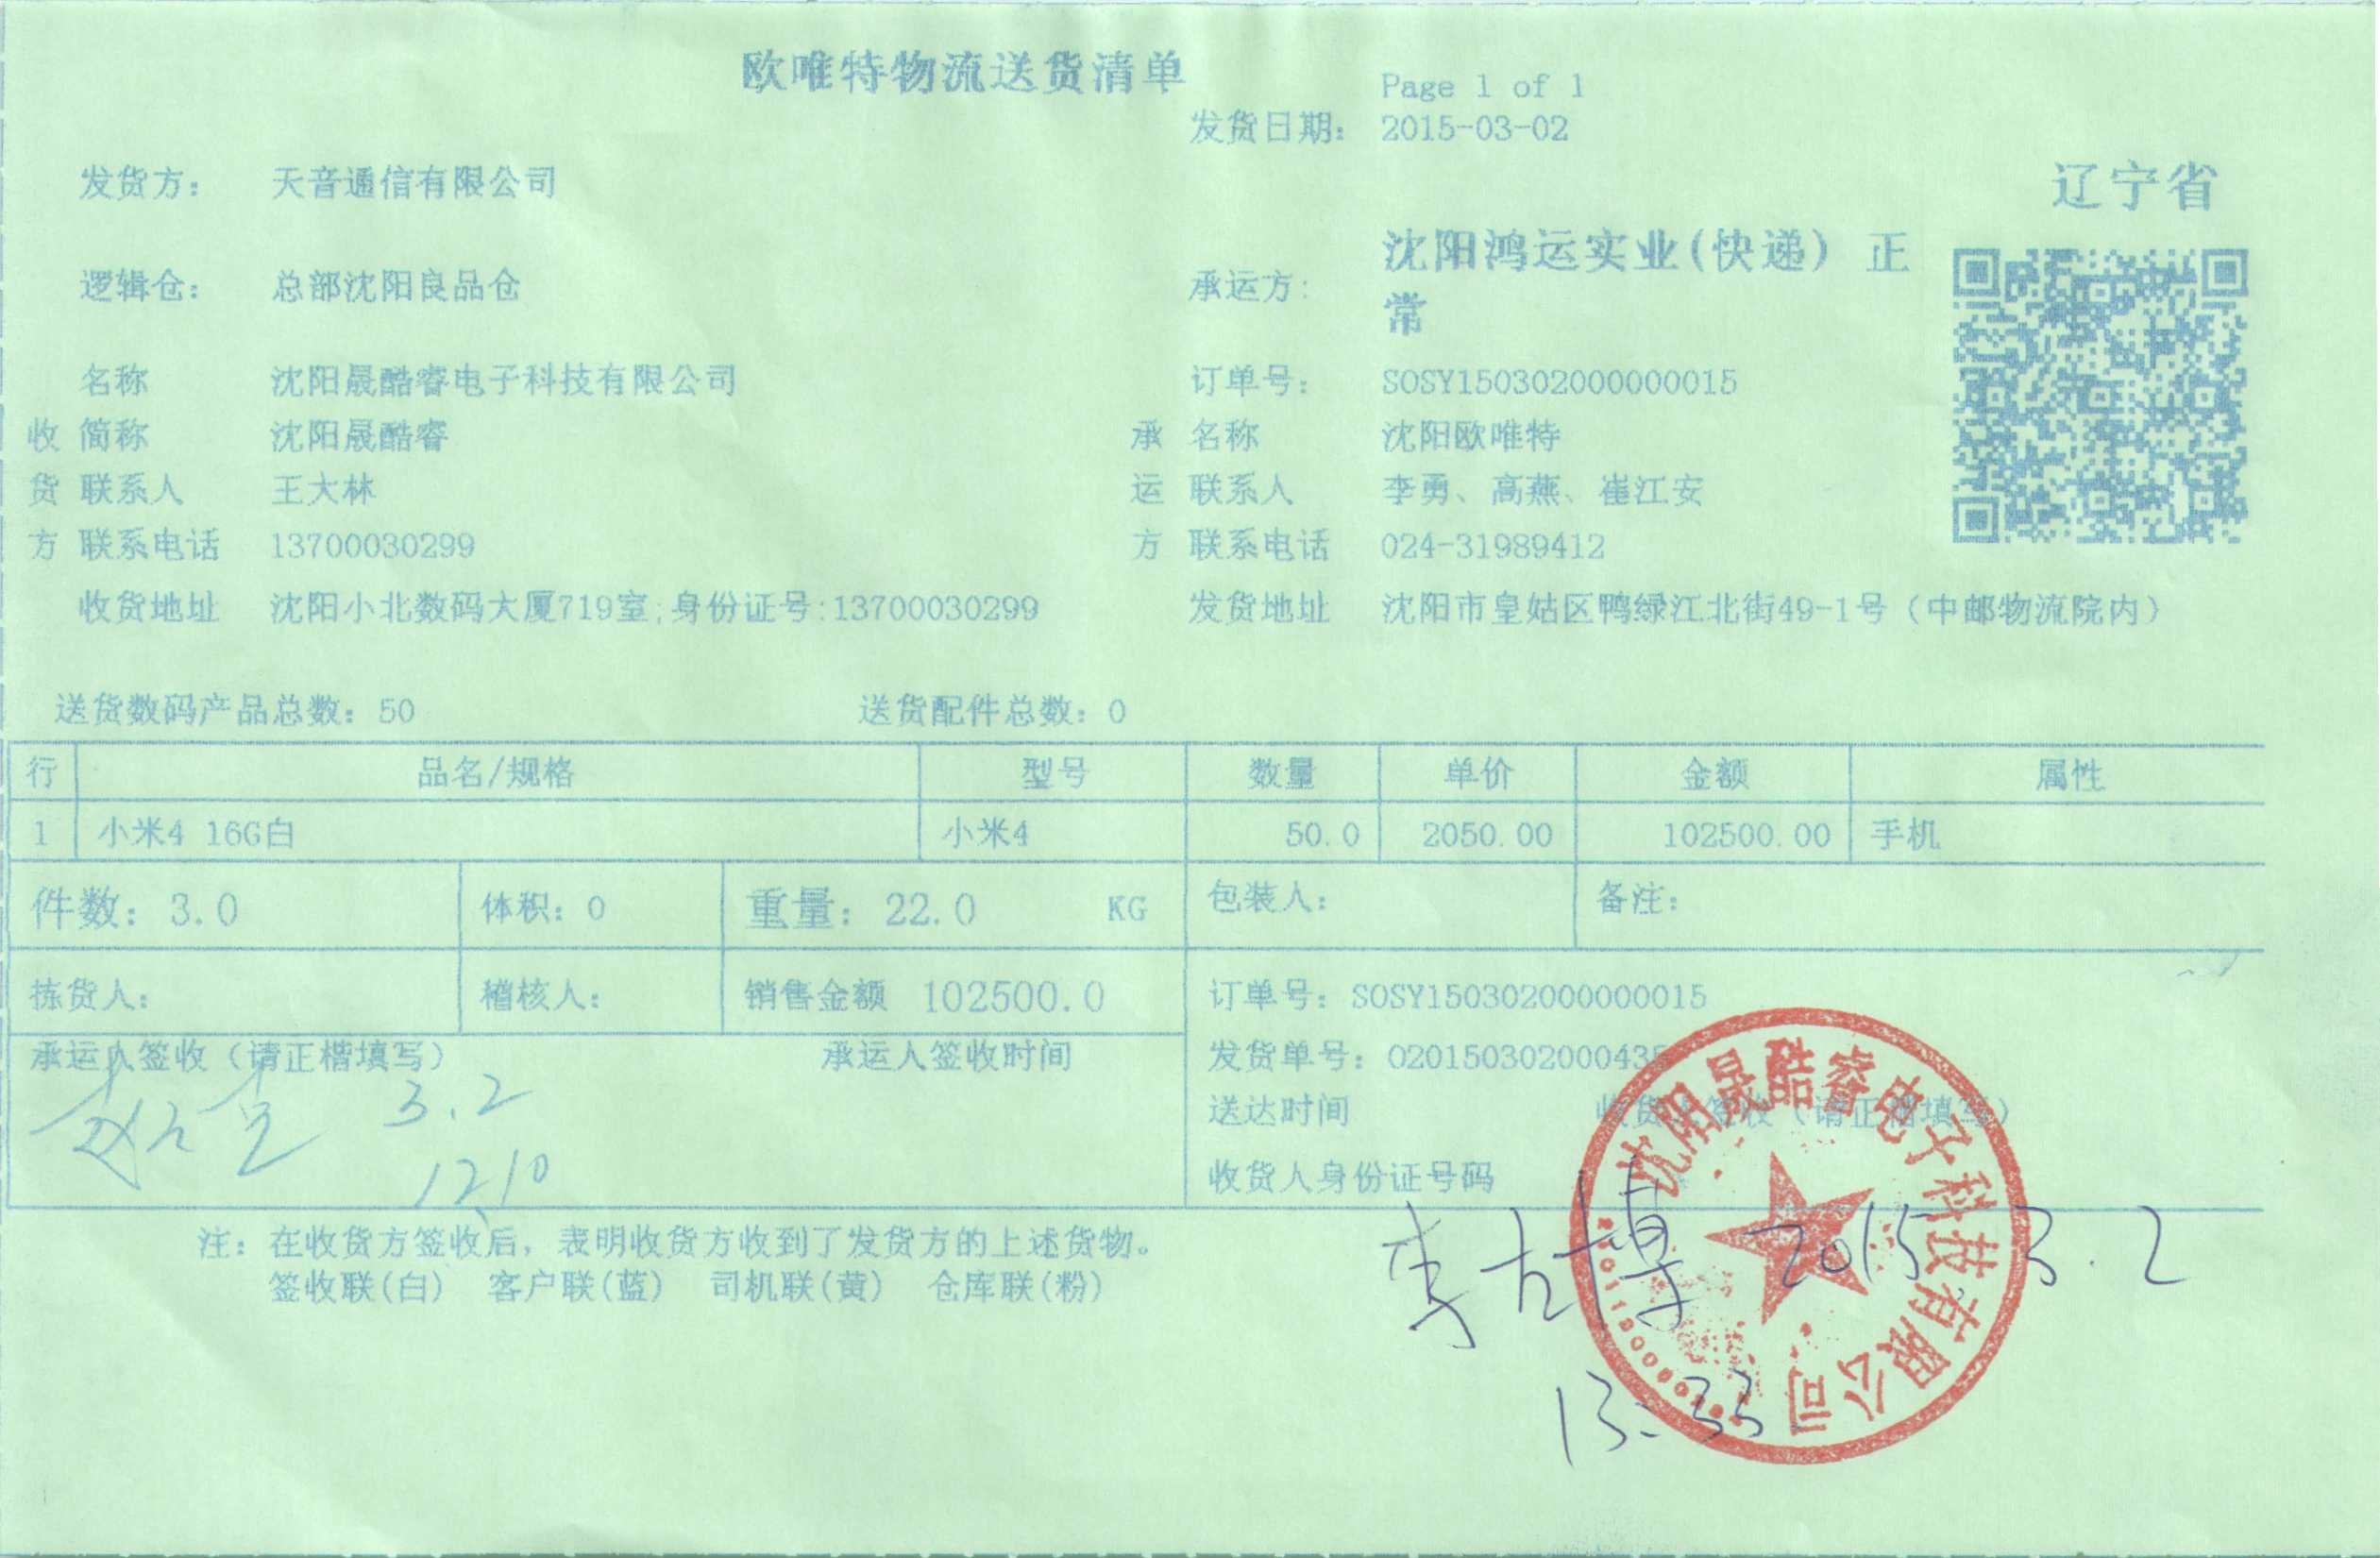 欧唯特物流送货清单
Page 1 of 1
发货日期: 2015-03-02
发货方: 天音通信有限公司
辽宁省
逻辑仓: 总部沈阳良品仓
承运方: 沈阳鸿运实业(快递) 正常
名称 沈阳晟酷睿电子科技有限公司
订单号: SOSY150302000000015
收 简称 沈阳晟酷睿
承 名称 沈阳欧唯特
货 联系人 王大林
运 联系人 李勇、高燕、崔江安
方 联系电话 13700030299
方 联系电话 024-31989412
收货地址 沈阳小北数码大厦719室;身份证号:13700030299
发货地址 沈阳市皇姑区鸭绿江北街49-1号（中邮物流院内）
送货数码产品总数: 50 送货配件总数: 0
行 品名/规格 型号 数量 单价 金额 属性
1 小米4 16G白 小米4 50.0 2050.00 102500.00 手机
件数: 3.0 体积: 0 重量: 22.0 KG 包装人: 备注:
拣货人: 稽核人: 销售金额 102500.0 订单号: SOSY150302000000015
承运人签收（请正楷填写） 承运人签收时间
发货单号: 020150302000435
送达时间 收货人签收（请正楷填写）
3.2
1210
收货人身份证号码
2015 3.2
13:33
沈阳晟酷睿电子科技有限公司
注: 在收货方签收后, 表明收货方收到了发货方的上述货物。
签收联(白) 客户联(蓝) 司机联(黄) 仓库联(粉)